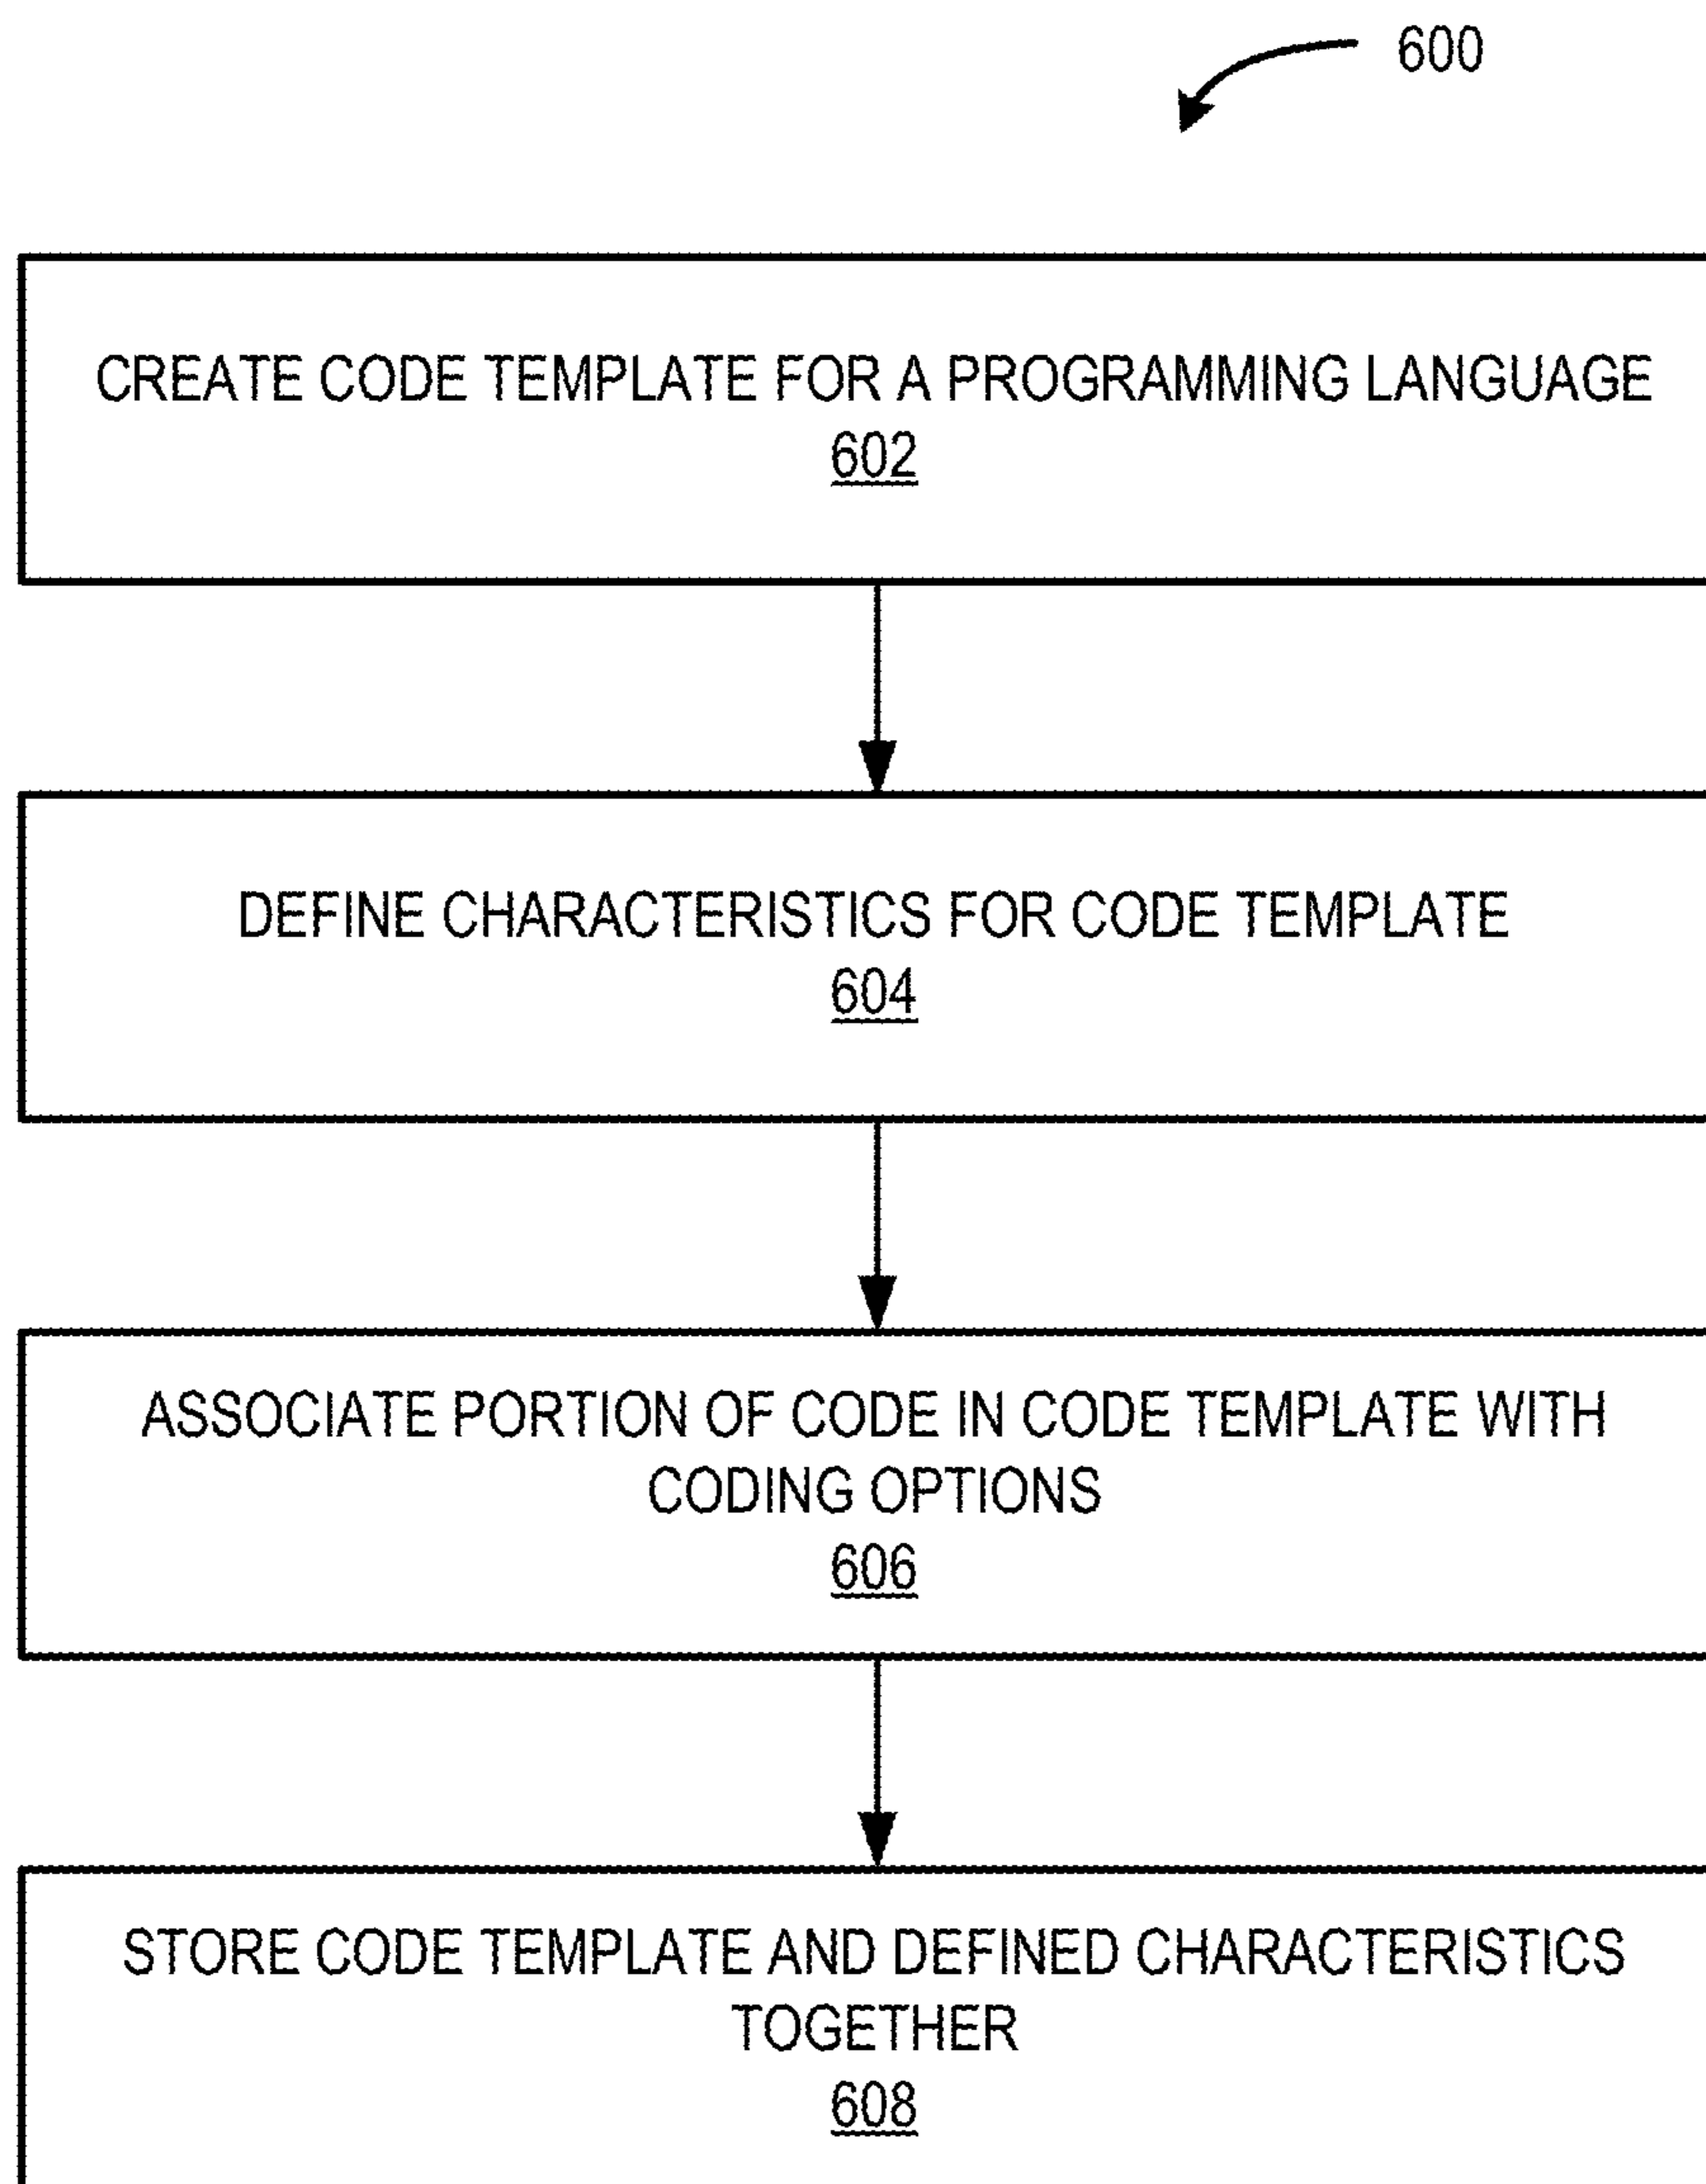 600
CREATE CODE TEMPLATE FOR A PROGRAMMING LANGUAGE
602
DEFINE CHARACTERISTICS FOR CODE TEMPLATE
604
ASSOCIATE PORTION OF CODE IN CODE TEMPLATE WITH
CODING OPTIONS
606
STORE CODE TEMPLATE AND DEFINED CHARACTERISTICS
TOGETHER
608